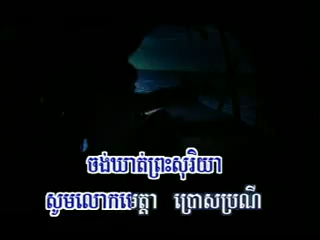 ចង់ឃាត់ព្រះសុរិយា
សូមលោកមេត្តា ប្រោសប្រណី